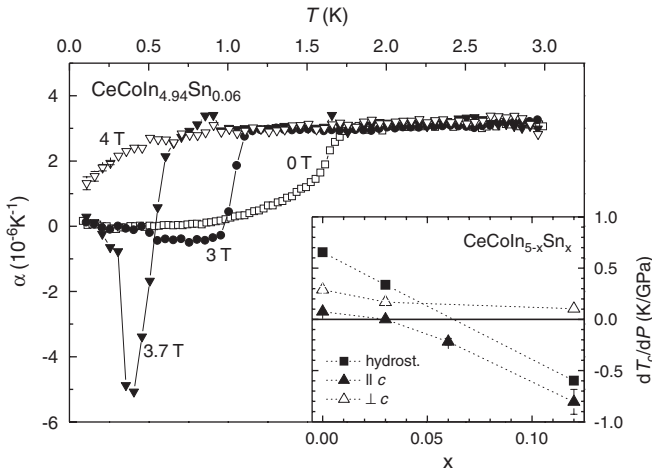 T (K)
0.0 0.5 1.0 1.5 2.0 2.5 3.0
CeCoIn4.94Sn0.06
4
2
0
-2
-4
-6
α (10-6K-1)
4 T
0 T
3 T
3.7 T
CeCoIn5-xSnx
1.0
0.5
0.0
-0.5
-1.0
dTc/dP (K/GPa)
hydrost.
|| c
⊥ c
0.00 0.05 0.10
x